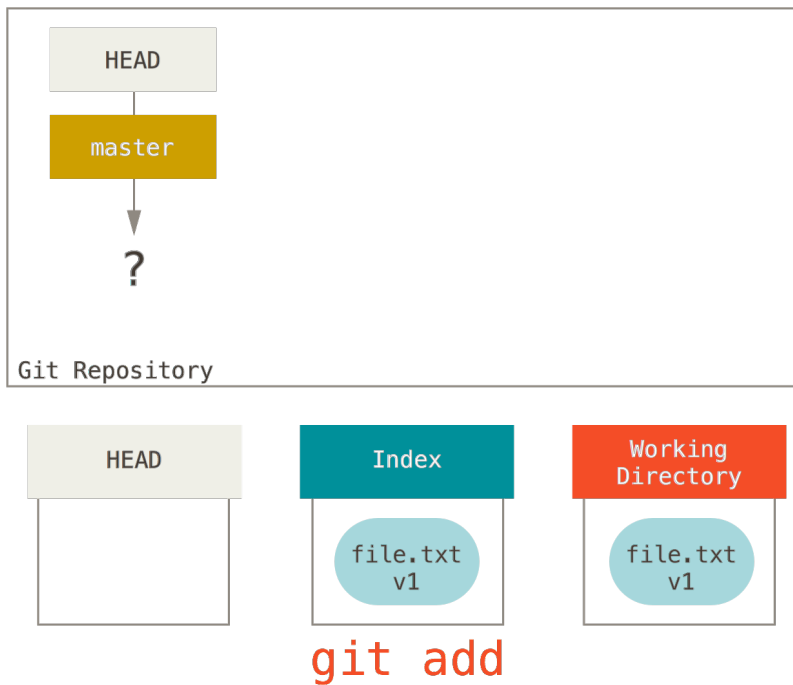 HEAD
master
?
Git Repository
HEAD
Index
Working
Directory
file.txt
v1
file.txt
v1
git add